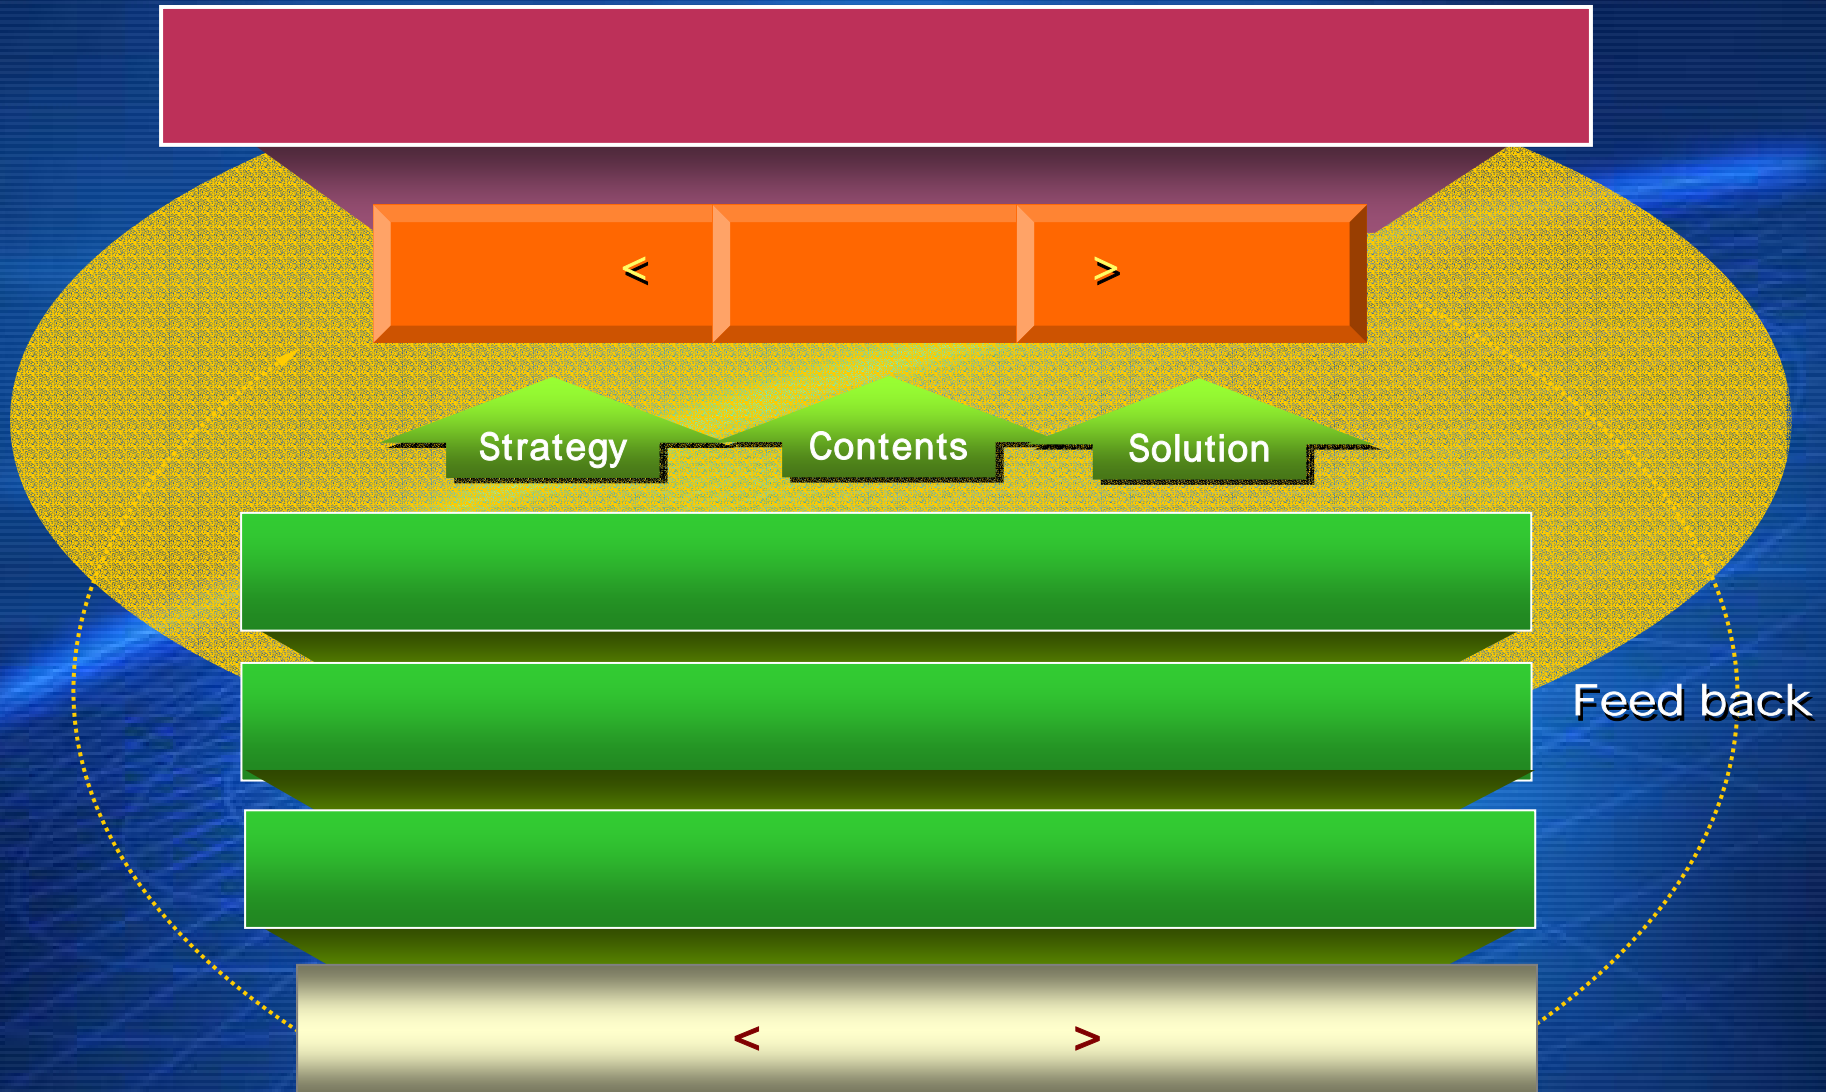 < >
Strategy Contents Solution
Feed back
< >